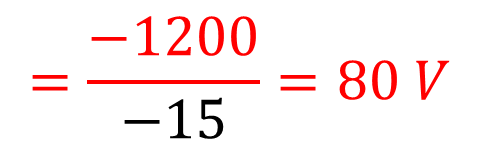 = −1200 / −15 = 80 V